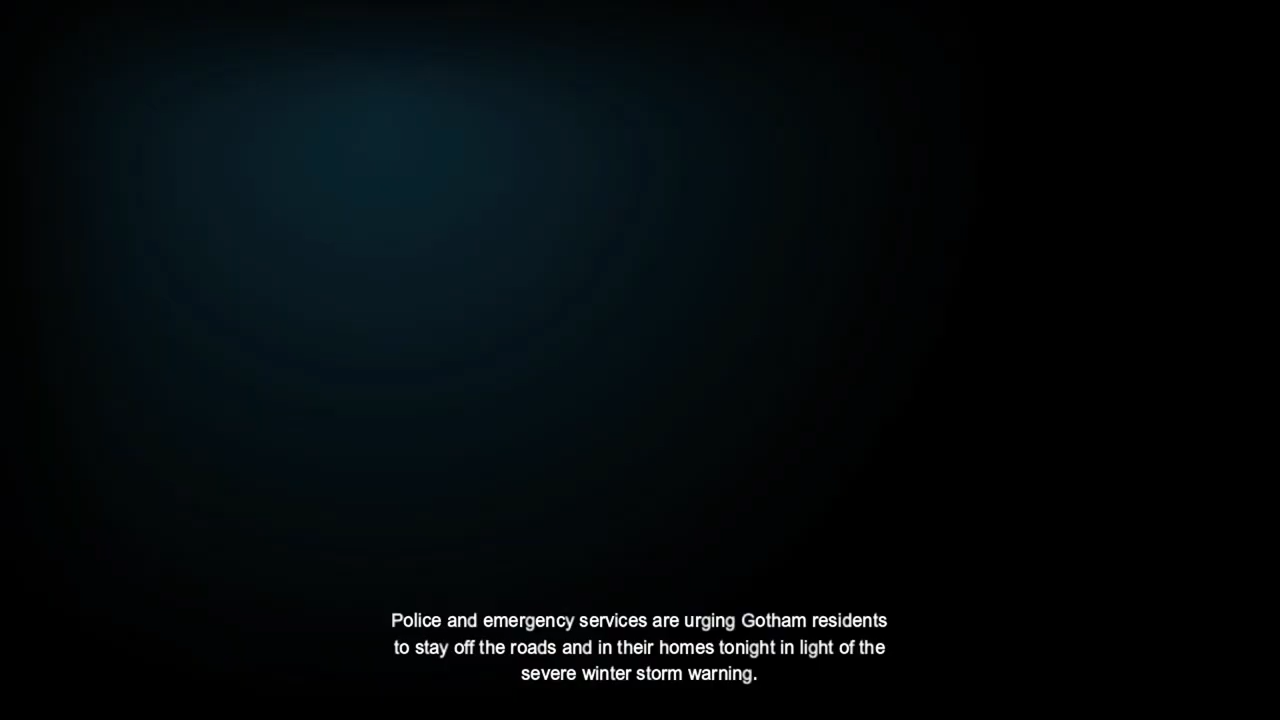 Police and emergency services are urging Gotham residents
to stay off the roads and in their homes tonight in light of the
severe winter storm warning.